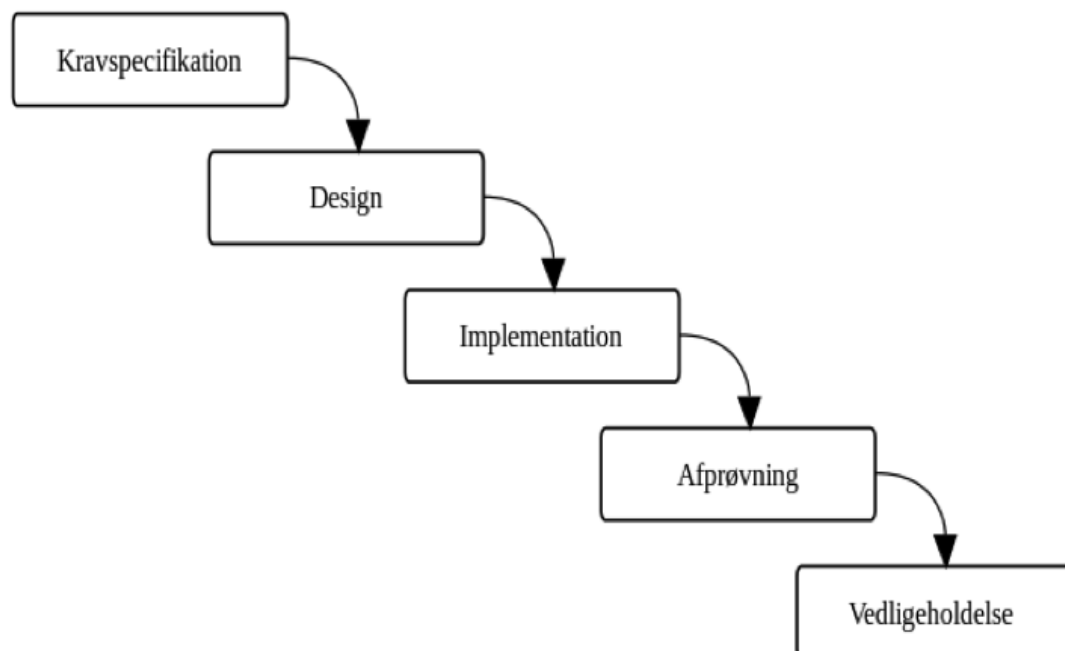 Kravspecifikation
Design
Implementation
Afprøvning
Vedligeholdelse